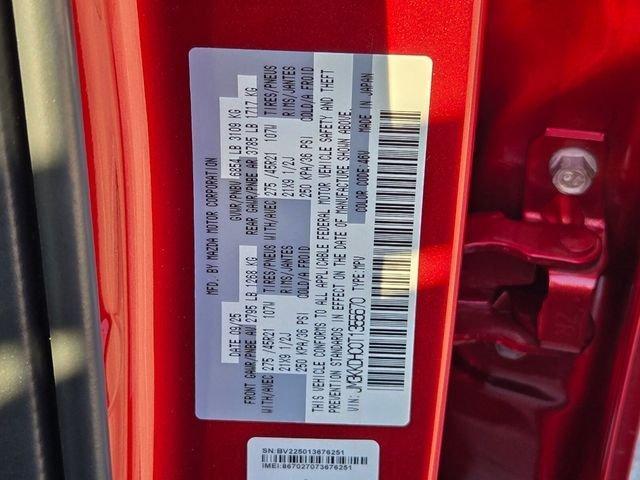 MFD. BY MAZDA MOTOR CORPORATION
DATE 09/25 GVWR/PNBV 6854 LB 3109 KG
FRONT GAWR/PNBE AV 2795 LB 1268 KG REAR GAWR/PNBE AR 3785 LB 1717 KG
WITH/AVEC 275 /45R21 107W TIRES/PNEUS WITH/AVEC 275 /45R21 107W TIRES/PNEUS
21X9 1/2J RIMS/JANTES 21X9 1/2J RIMS/JANTES
250 KPA/36 PSI COLD/A FROID 250 KPA/36 PSI COLD/A FROID
THIS VEHICLE CONFORMS TO ALL APPLICABLE FEDERAL MOTOR VEHICLE SAFETY AND THEFT
PREVENTION STANDARDS IN EFFECT ON THE DATE OF MANUFACTURE SHOWN ABOVE.
VIN: TYPE:MPV COLOR CODE:46V MADE IN JAPAN
SN:BV225013676251
IMEI:867027073676251